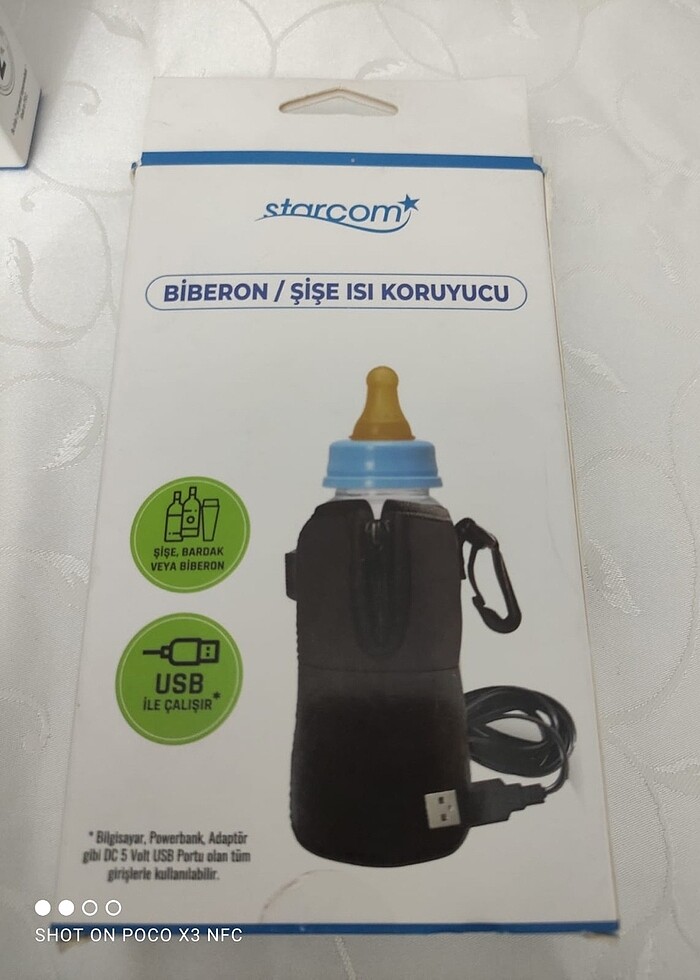 starcom
BİBERON / ŞİŞE ISI KORUYUCU
ŞİŞE, BARDAK
VEYA BİBERON
USB
İLE ÇALIŞIR*
* Bilgisayar, Powerbank, Adaptör
gibi DC 5 Volt USB Portu olan tüm
girişlerle kullanılabilir.
SHOT ON POCO X3 NFC